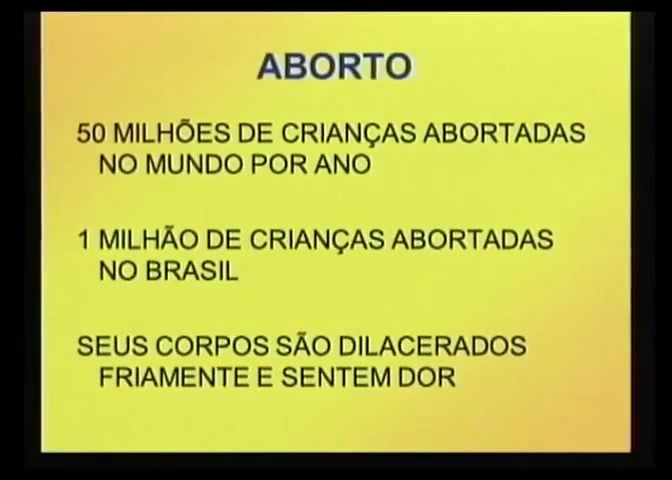 ABORTO
50 MILHÕES DE CRIANÇAS ABORTADAS
NO MUNDO POR ANO
1 MILHÃO DE CRIANÇAS ABORTADAS
NO BRASIL
SEUS CORPOS SÃO DILACERADOS
FRIAMENTE E SENTEM DOR